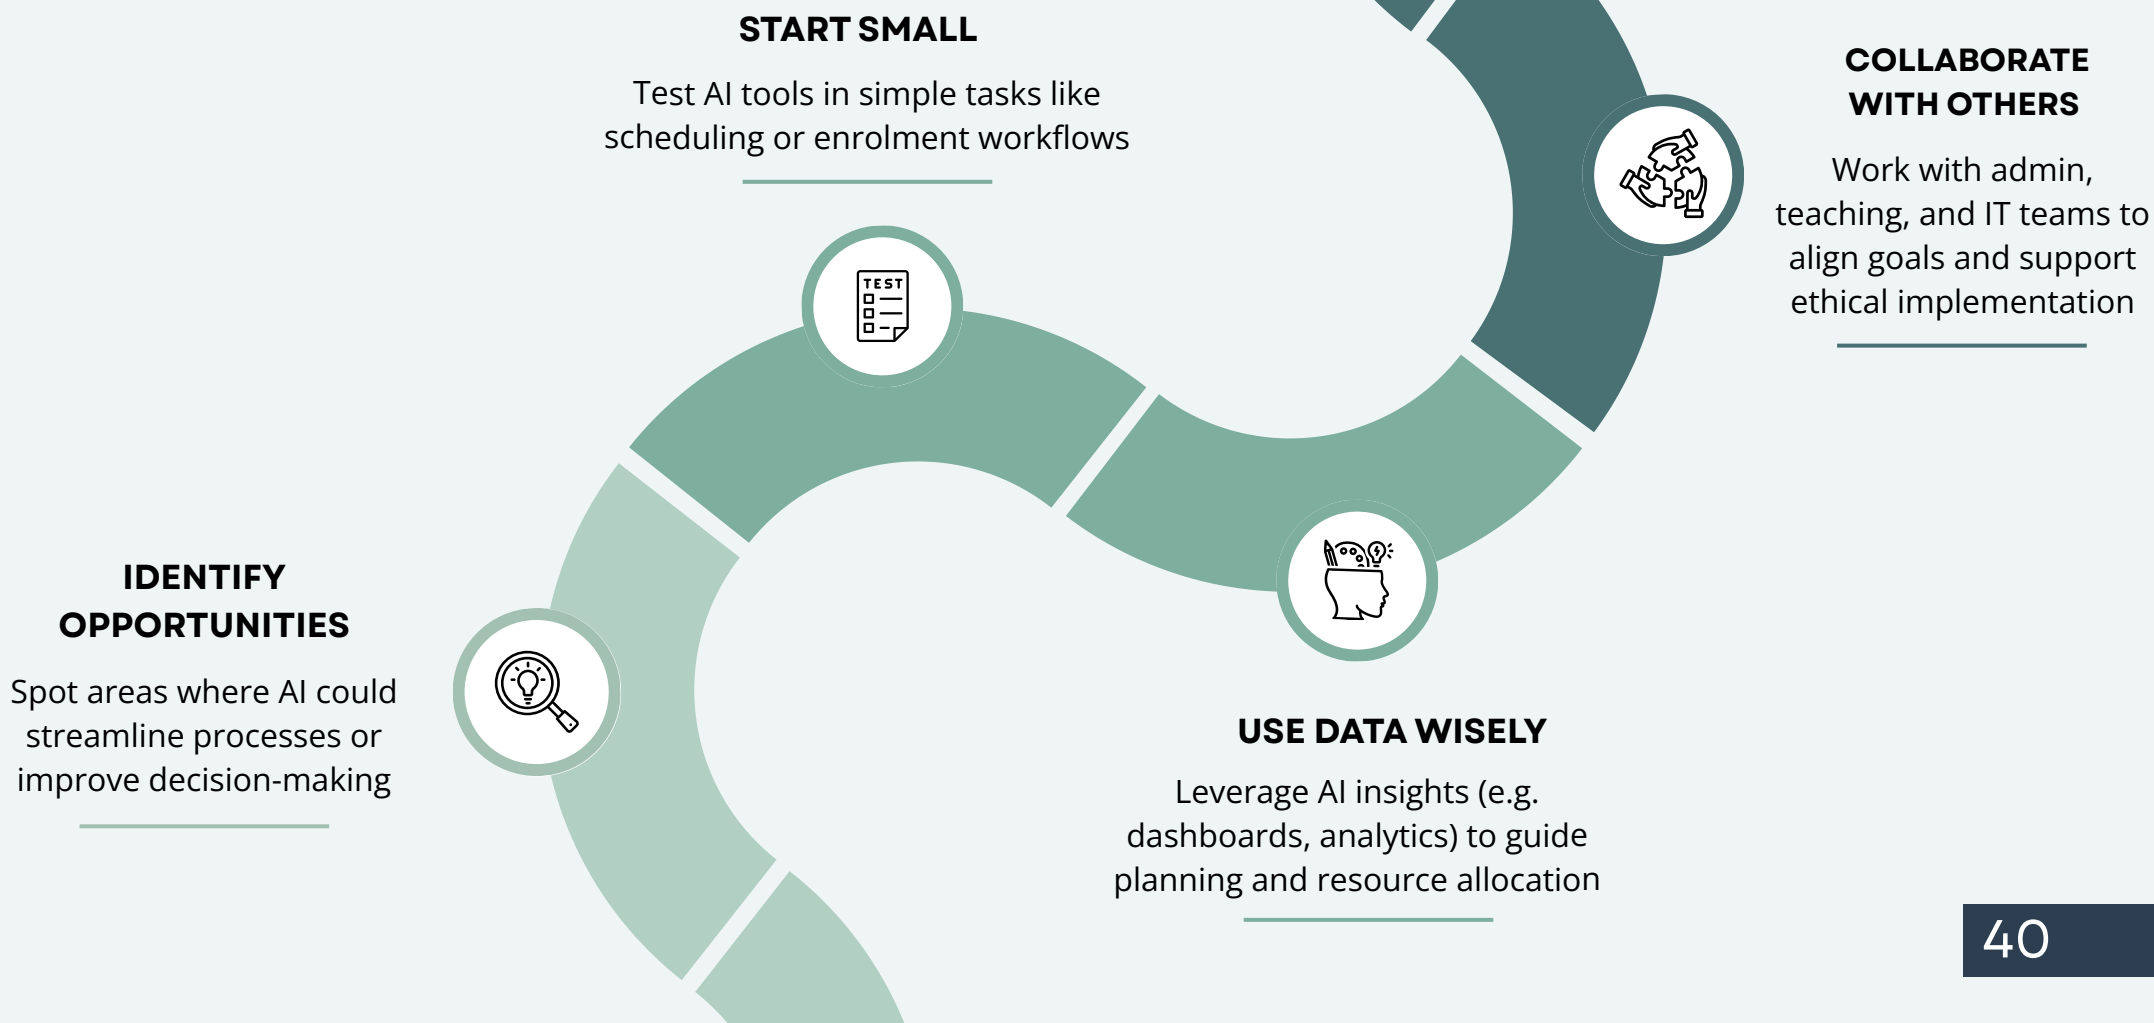 START SMALL
Test AI tools in simple tasks like
scheduling or enrolment workflows
COLLABORATE
WITH OTHERS
Work with admin,
teaching, and IT teams to
align goals and support
ethical implementation
TEST
IDENTIFY
OPPORTUNITIES
Spot areas where AI could
streamline processes or
improve decision-making
USE DATA WISELY
Leverage AI insights (e.g.
dashboards, analytics) to guide
planning and resource allocation
40